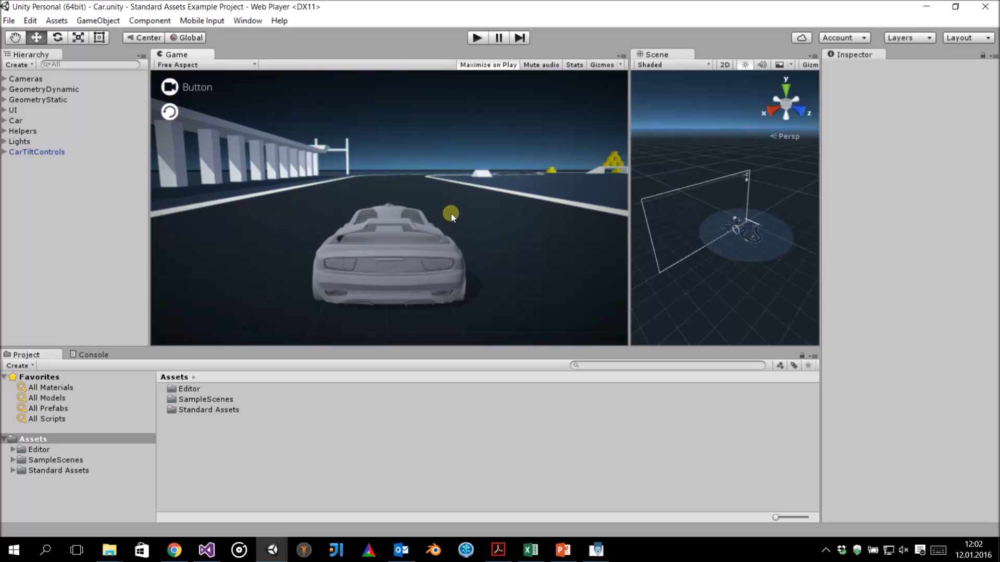 Unity Personal (64bit) - Car.unity - Standard Assets Example Project - Web Player <DX11>
File Edit Assets GameObject Component Mobile Input Window Help
Center Global Account Layers Layout
Hierarchy
Create All
Cameras
GeometryDynamic
GeometryStatic
UI
Car
Helpers
Lights
CarTiltControls
Game
Free Aspect Maximize on Play Mute audio Stats Gizmos
Button
Scene
Shaded 2D Gizm
y
x z
Persp
Inspector
Project Console
Create
Favorites
All Materials
All Models
All Prefabs
All Scripts
Assets
Editor
SampleScenes
Standard Assets
Assets
Editor
SampleScenes
Standard Assets
12:02
12.01.2016